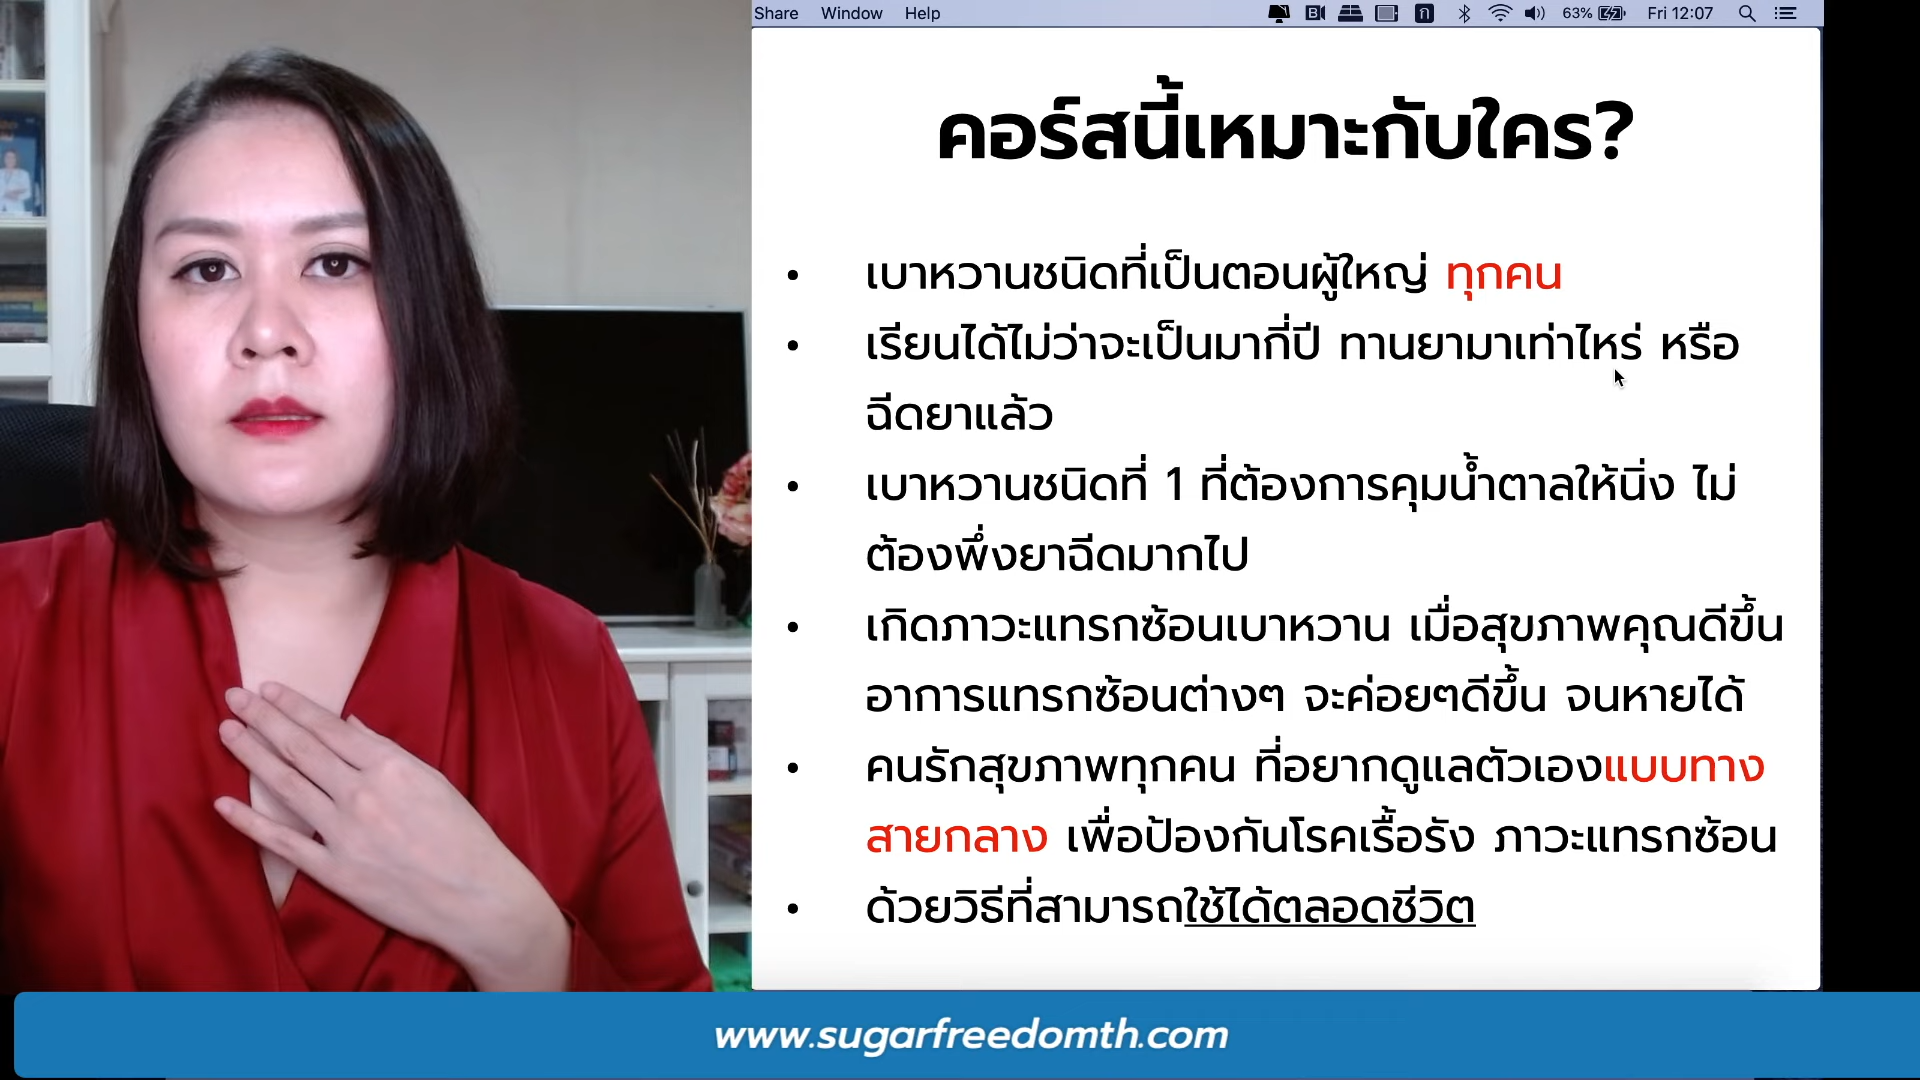 Share Window Help 63% Fri 12:07
คอร์สนี้เหมาะกับใคร?
• เบาหวานชนิดที่เป็นตอนผู้ใหญ่ ทุกคน
• เรียนได้ไม่ว่าจะเป็นมากี่ปี ทานยามาเท่าไหร่ หรือ
ฉีดยาแล้ว
• เบาหวานชนิดที่ 1 ที่ต้องการคุมน้ำตาลให้นิ่ง ไม่
ต้องพึ่งยาฉีดมากไป
• เกิดภาวะแทรกซ้อนเบาหวาน เมื่อสุขภาพคุณดีขึ้น
อาการแทรกซ้อนต่างๆ จะค่อยๆดีขึ้น จนหายได้
• คนรักสุขภาพทุกคน ที่อยากดูแลตัวเองแบบทาง
สายกลาง เพื่อป้องกันโรคเรื้อรัง ภาวะแทรกซ้อน
• ด้วยวิธีที่สามารถใช้ได้ตลอดชีวิต
www.sugarfreedomth.com